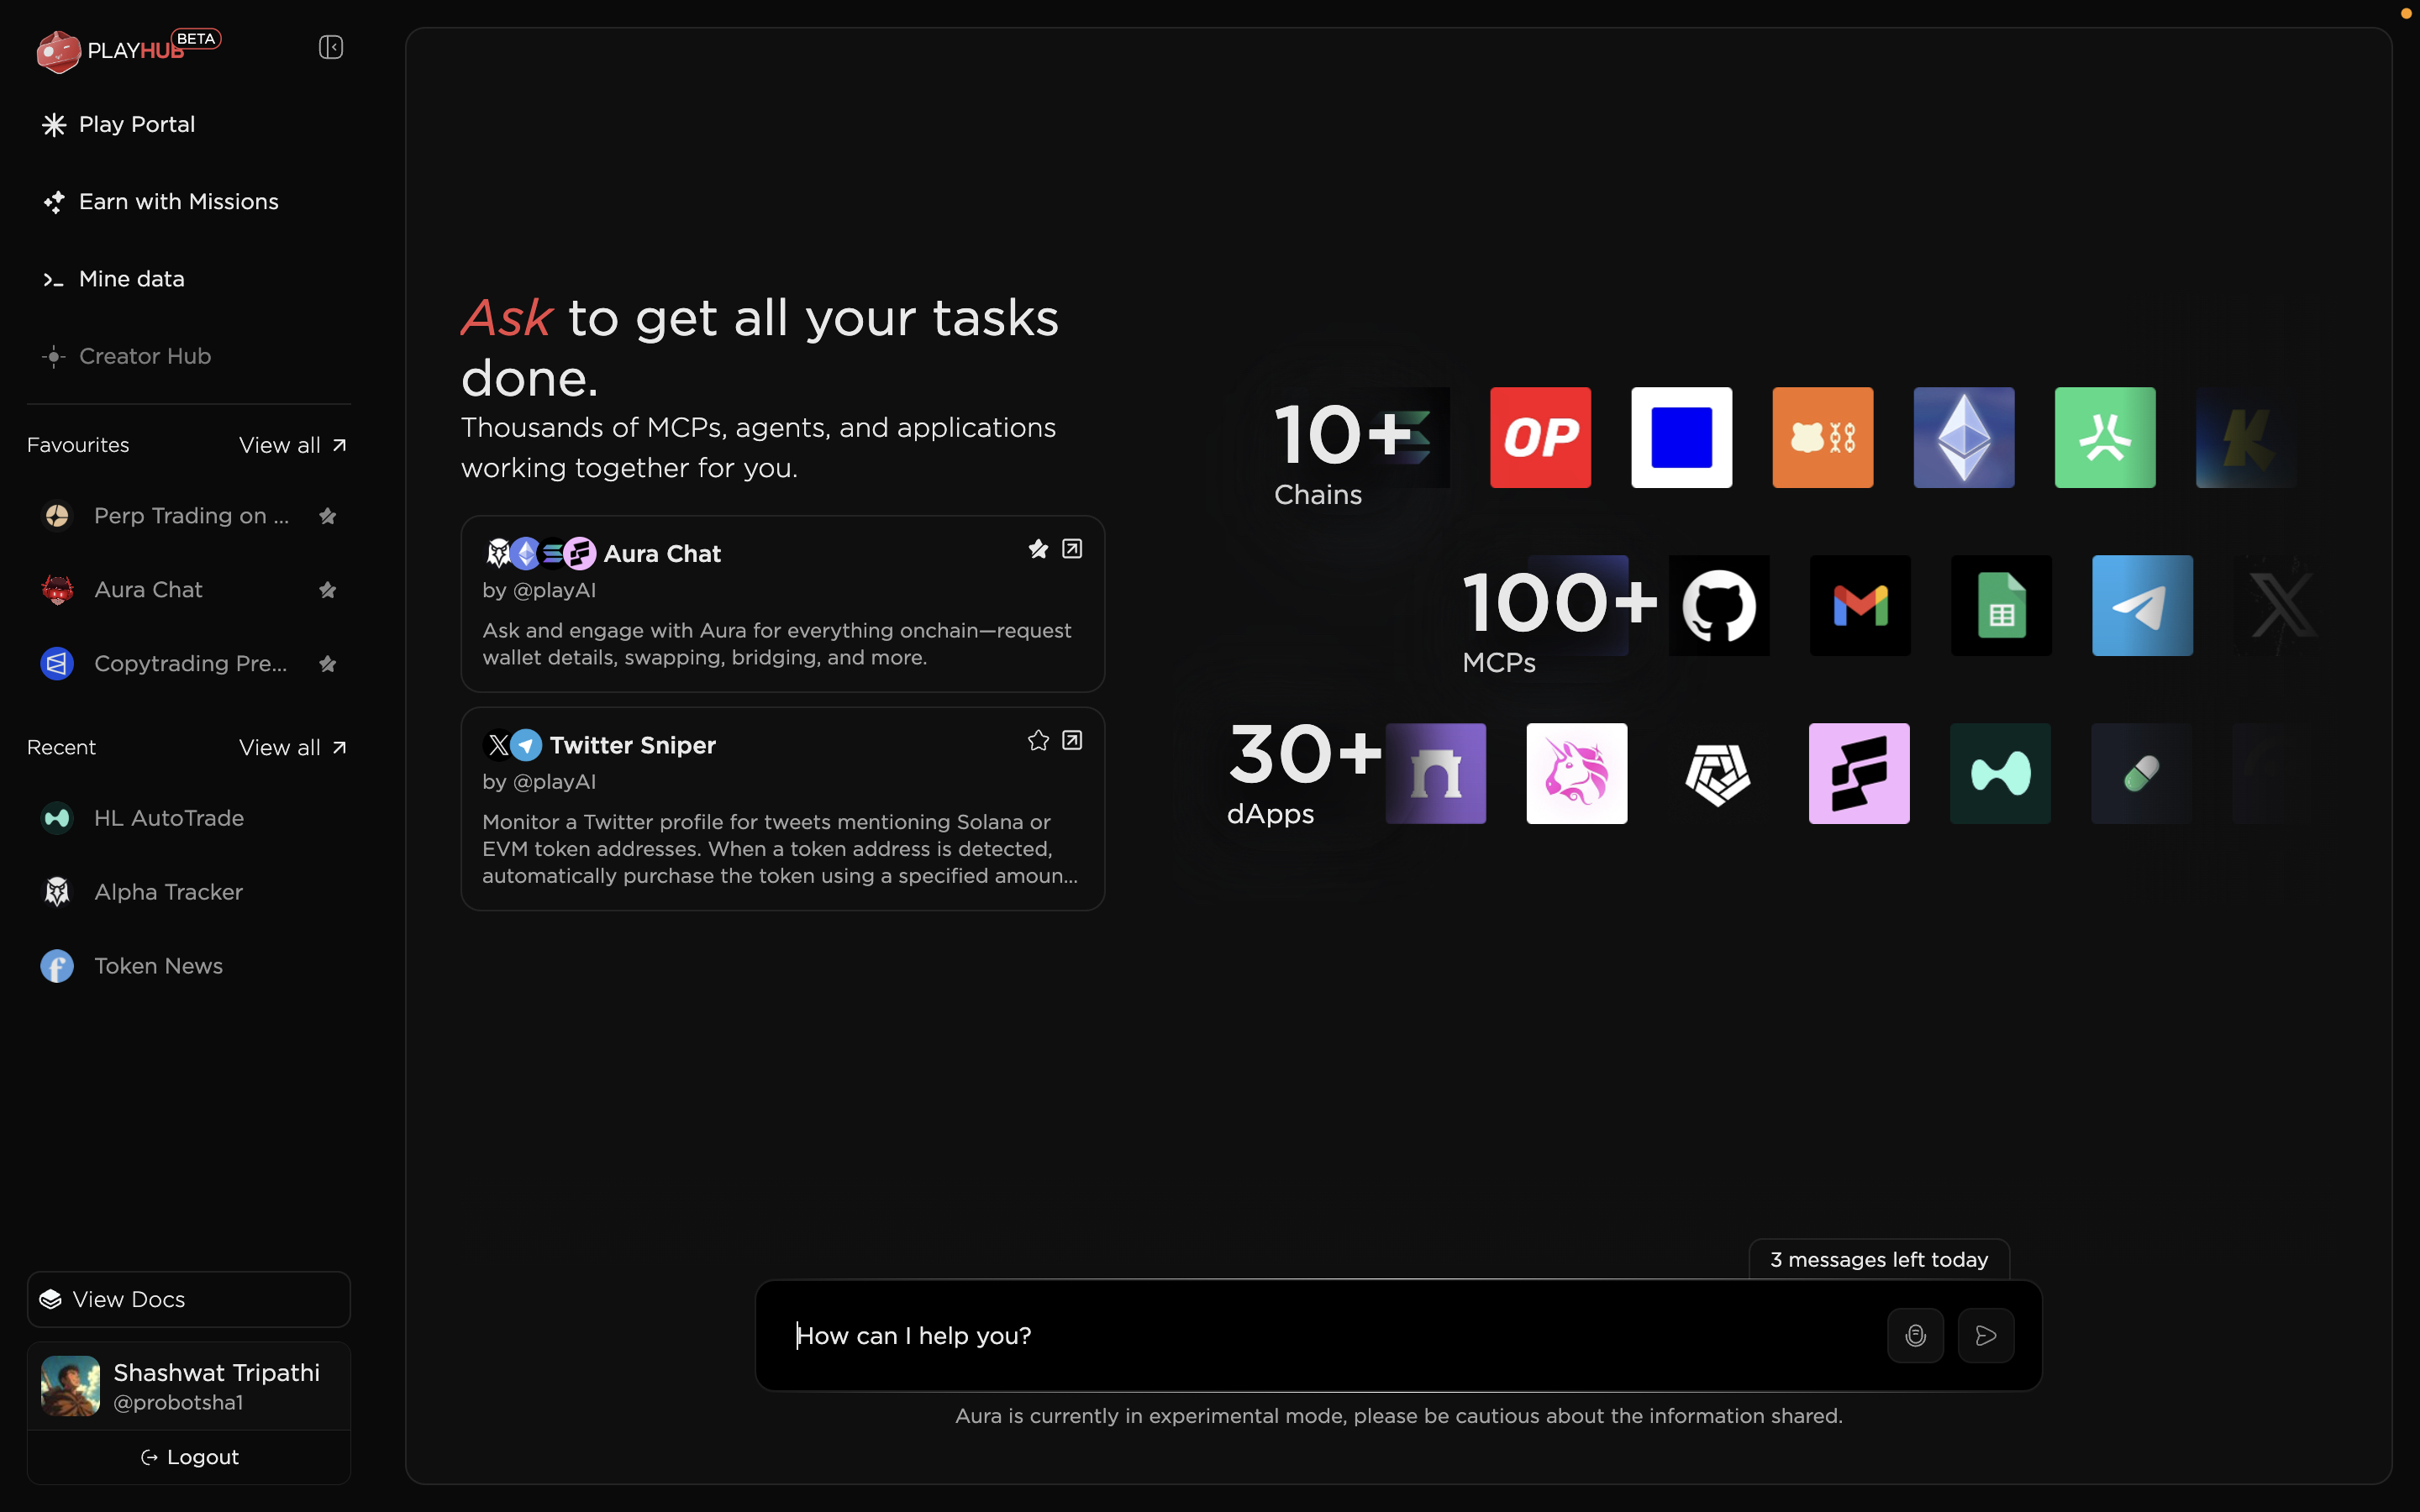 PLAYHUB BETA
Play Portal
Earn with Missions
Mine data
Creator Hub
Favourites View all
Perp Trading on ...
Aura Chat
Copytrading Pre...
Recent View all
HL AutoTrade
Alpha Tracker
Token News
View Docs
Shashwat Tripathi
@probotsha1
Logout
Ask to get all your tasks
done.
Thousands of MCPs, agents, and applications
working together for you.
Aura Chat
by @playAI
Ask and engage with Aura for everything onchain—request
wallet details, swapping, bridging, and more.
Twitter Sniper
by @playAI
Monitor a Twitter profile for tweets mentioning Solana or
EVM token addresses. When a token address is detected,
automatically purchase the token using a specified amoun...
10+
Chains
OP
100+
MCPs
30+
dApps
3 messages left today
How can I help you?
Aura is currently in experimental mode, please be cautious about the information shared.